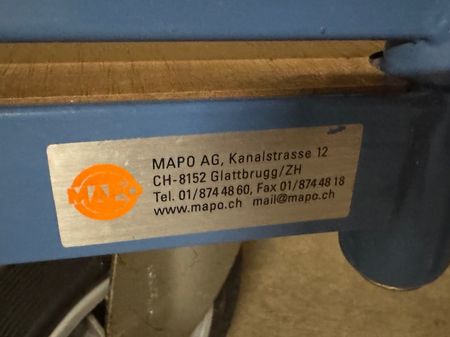 MAPO
MAPO AG, Kanalstrasse 12
CH-8152 Glattbrugg/ZH
Tel. 01/874 48 60, Fax 01/874 48 18
www.mapo.ch mail@mapo.ch